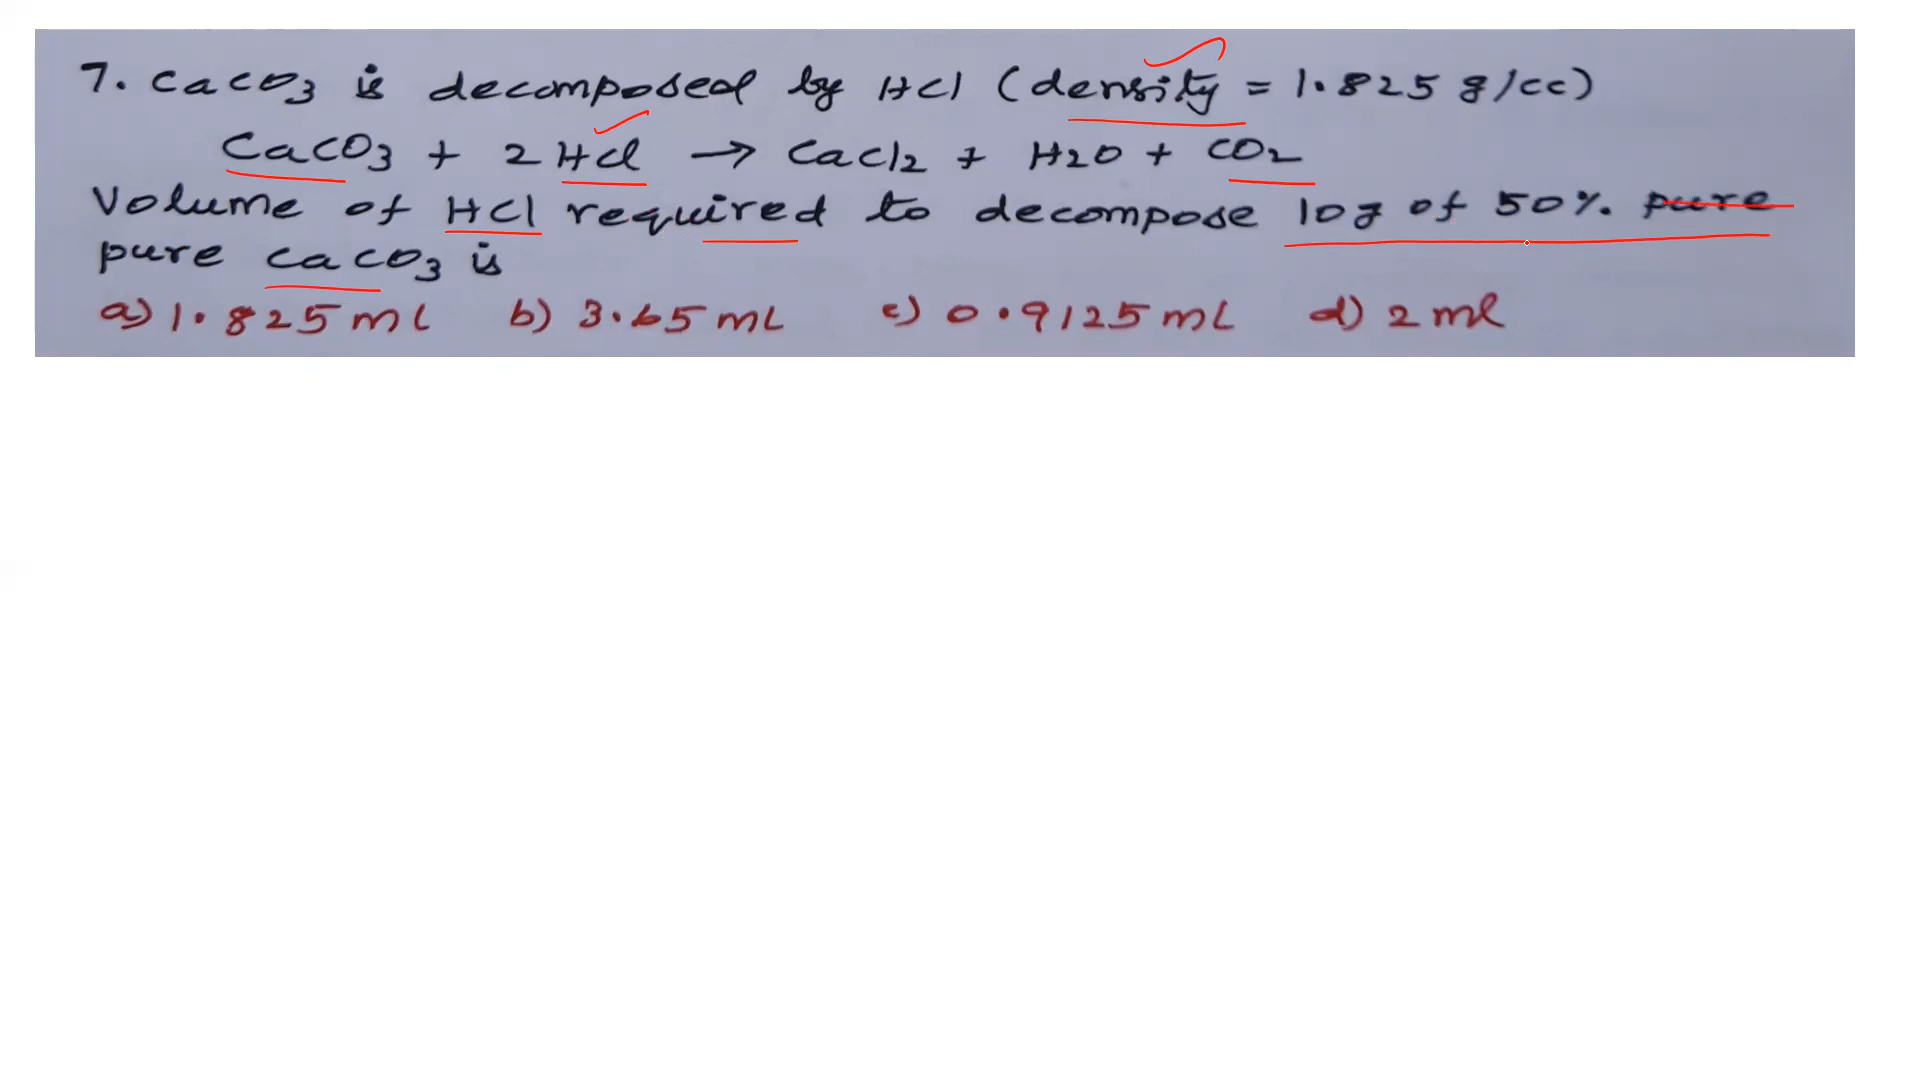 7. CaCO3 is decomposed by HCl (density = 1.825 g/cc)
CaCO3 + 2 HCl → CaCl2 + H2O + CO2
Volume of HCl required to decompose 10g of 50% pure
pure CaCO3 is
a) 1.825 mL b) 3.65 mL c) 0.9125 mL d) 2 ml